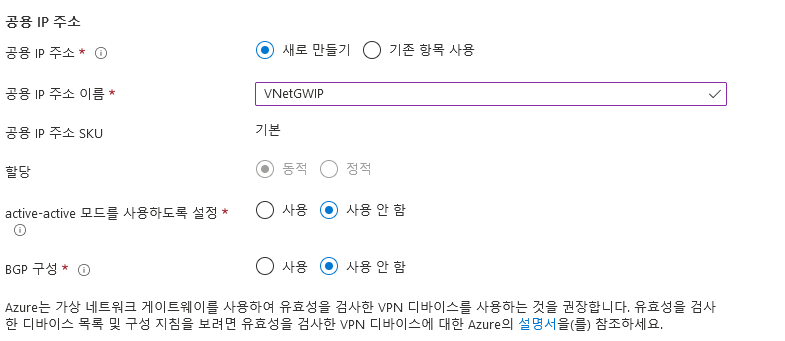 공용 IP 주소
공용 IP 주소 * 새로 만들기 기존 항목 사용
공용 IP 주소 이름 * VNetGWIP
공용 IP 주소 SKU 기본
할당 동적 정적
active-active 모드를 사용하도록 설정 * 사용 사용 안 함
BGP 구성 * 사용 사용 안 함
Azure는 가상 네트워크 게이트웨이를 사용하여 유효성을 검사한 VPN 디바이스를 사용하는 것을 권장합니다. 유효성을 검사
한 디바이스 목록 및 구성 지침을 보려면 유효성을 검사한 VPN 디바이스에 대한 Azure의 설명서을(를) 참조하세요.